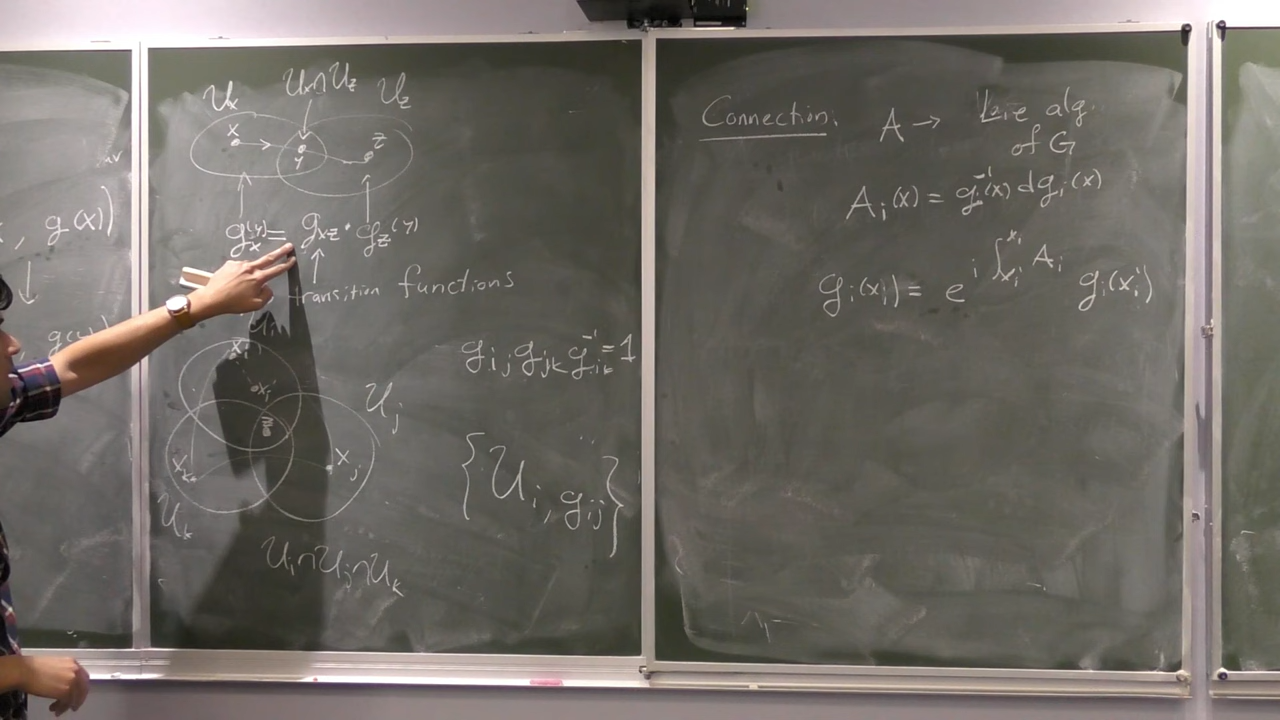 , g(x))
U_x
U_x∩U_z
U_z
x
y
z
g_x(y) = g_xz · g_z(y)
transition functions
U_i
x_i
x_i'
U_j
x_k
x_j
U_k
U_i∩U_j∩U_k
g_ij g_jk g_ik^-1 = 1
{U_i, g_ij}
Connection:
A → Lie alg.
of G
A_i(x) = g_i^-1(x) dg_i(x)
g_i(x_i) = e^{i ∫_{x_i'}^{x_i} A_i} g_i(x_i')